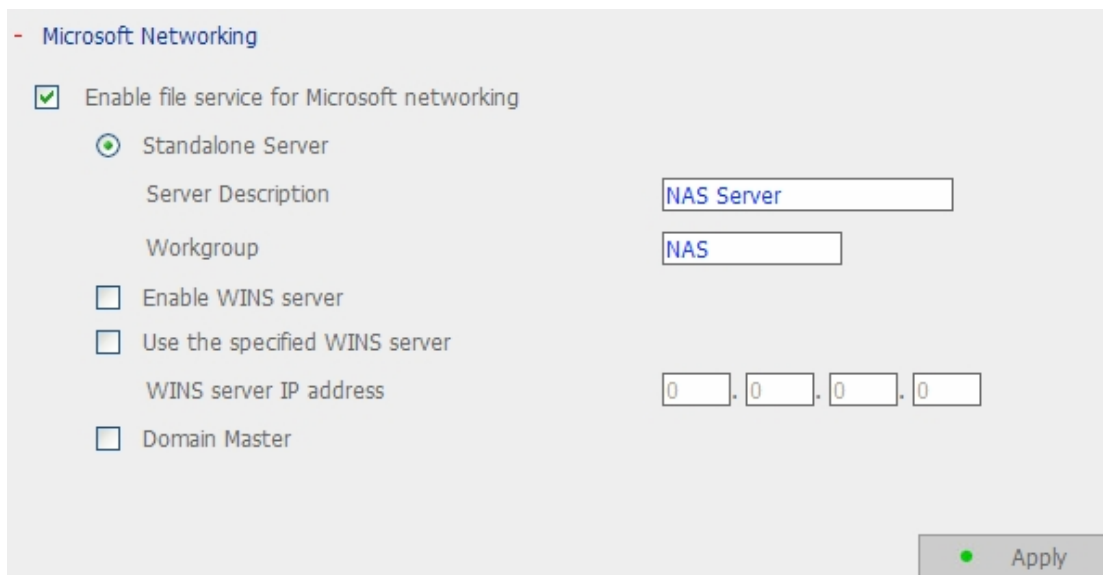 - Microsoft Networking
Enable file service for Microsoft networking
Standalone Server
Server Description NAS Server
Workgroup NAS
Enable WINS server
Use the specified WINS server
WINS server IP address 0 . 0 . 0 . 0
Domain Master
Apply